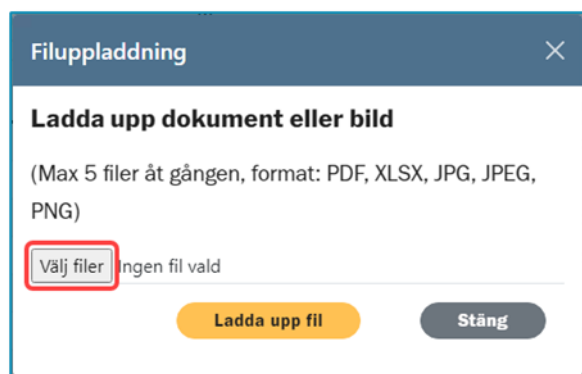 Filuppladdning
Ladda upp dokument eller bild
(Max 5 filer åt gången, format: PDF, XLSX, JPG, JPEG,
PNG)
Välj filer Ingen fil vald
Ladda upp fil Stäng